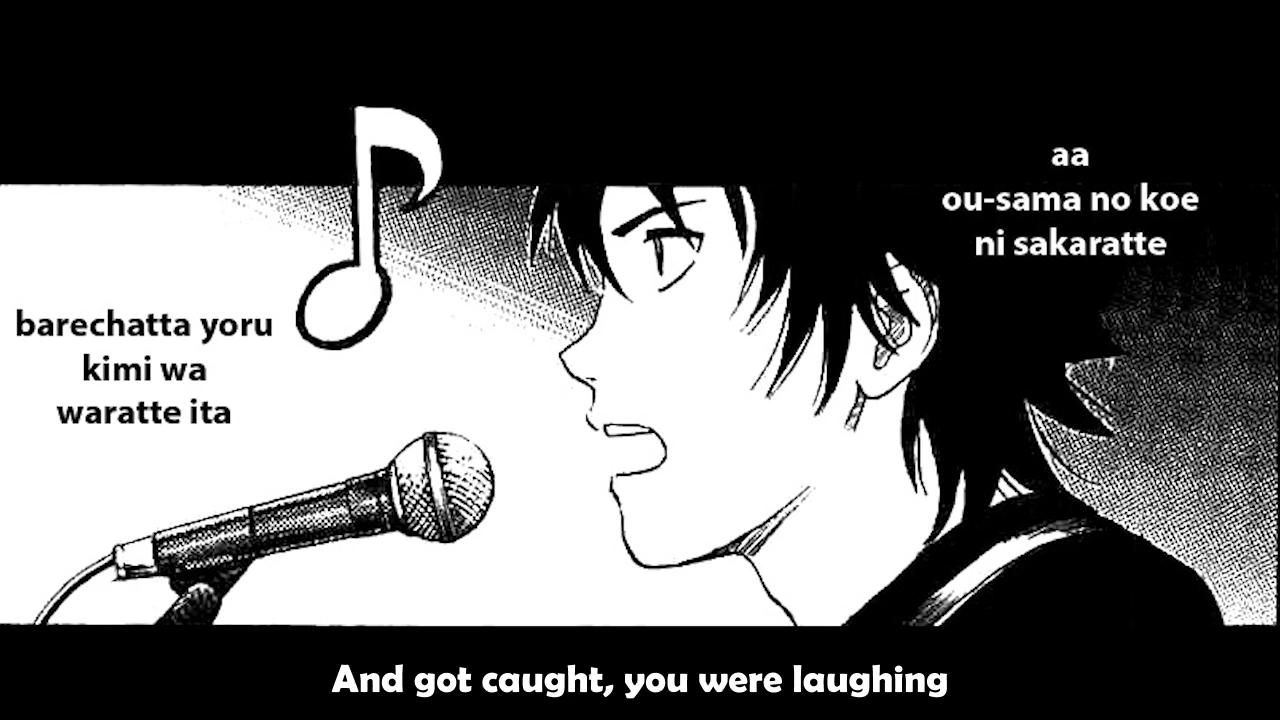 aa
ou-sama no koe
ni sakaratte
barechatta yoru
kimi wa
waratte ita
And got caught, you were laughing